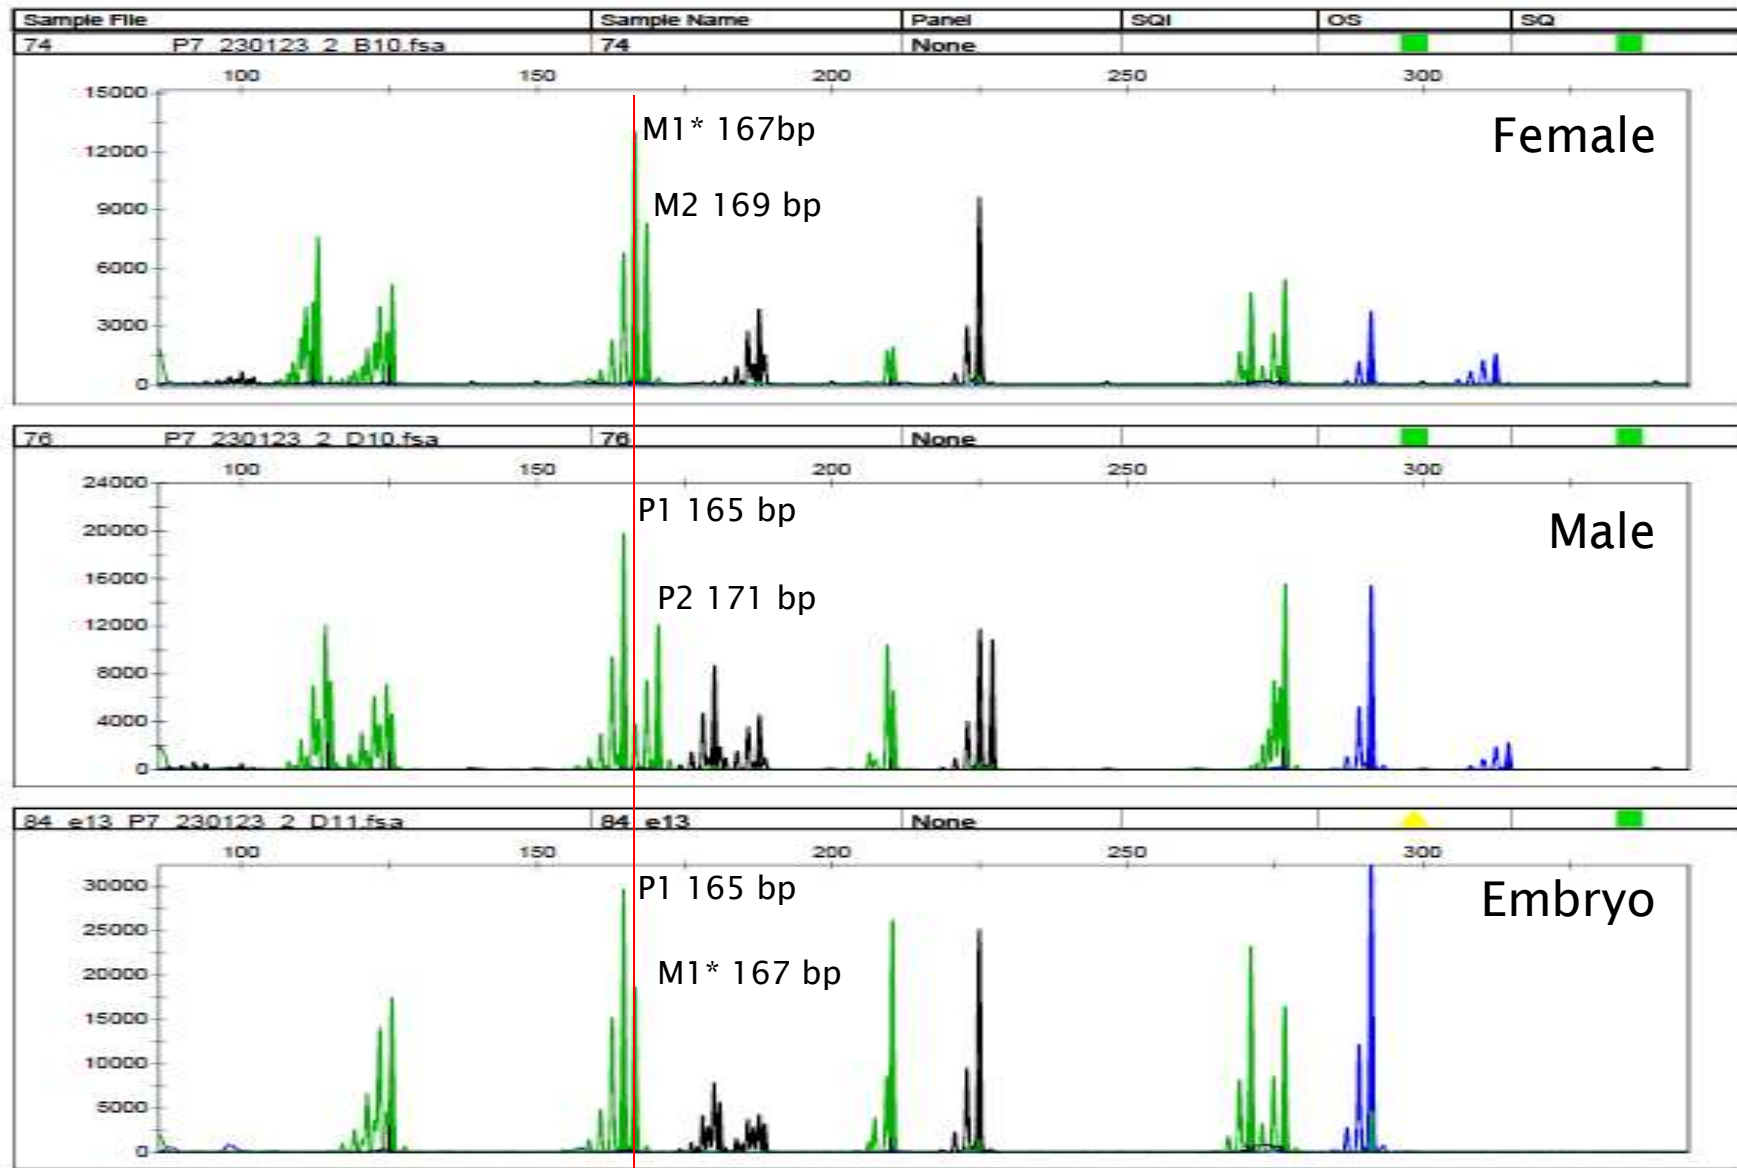 Sample File Sample Name Panel SQI OS SQ
74 P7_230123_2_B10.fsa 74 None
100 150 200 250 300
15000
12000
9000
6000
3000
0
M1* 167bp
M2 169 bp
Female
76 P7_230123_2_D10.fsa 76 None
100 150 200 250 300
24000
20000
16000
12000
8000
4000
0
P1 165 bp
P2 171 bp
Male
84_e13_P7_230123_2_D11.fsa 84_e13 None
100 150 200 250 300
30000
25000
20000
15000
10000
5000
0
P1 165 bp
M1* 167 bp
Embryo